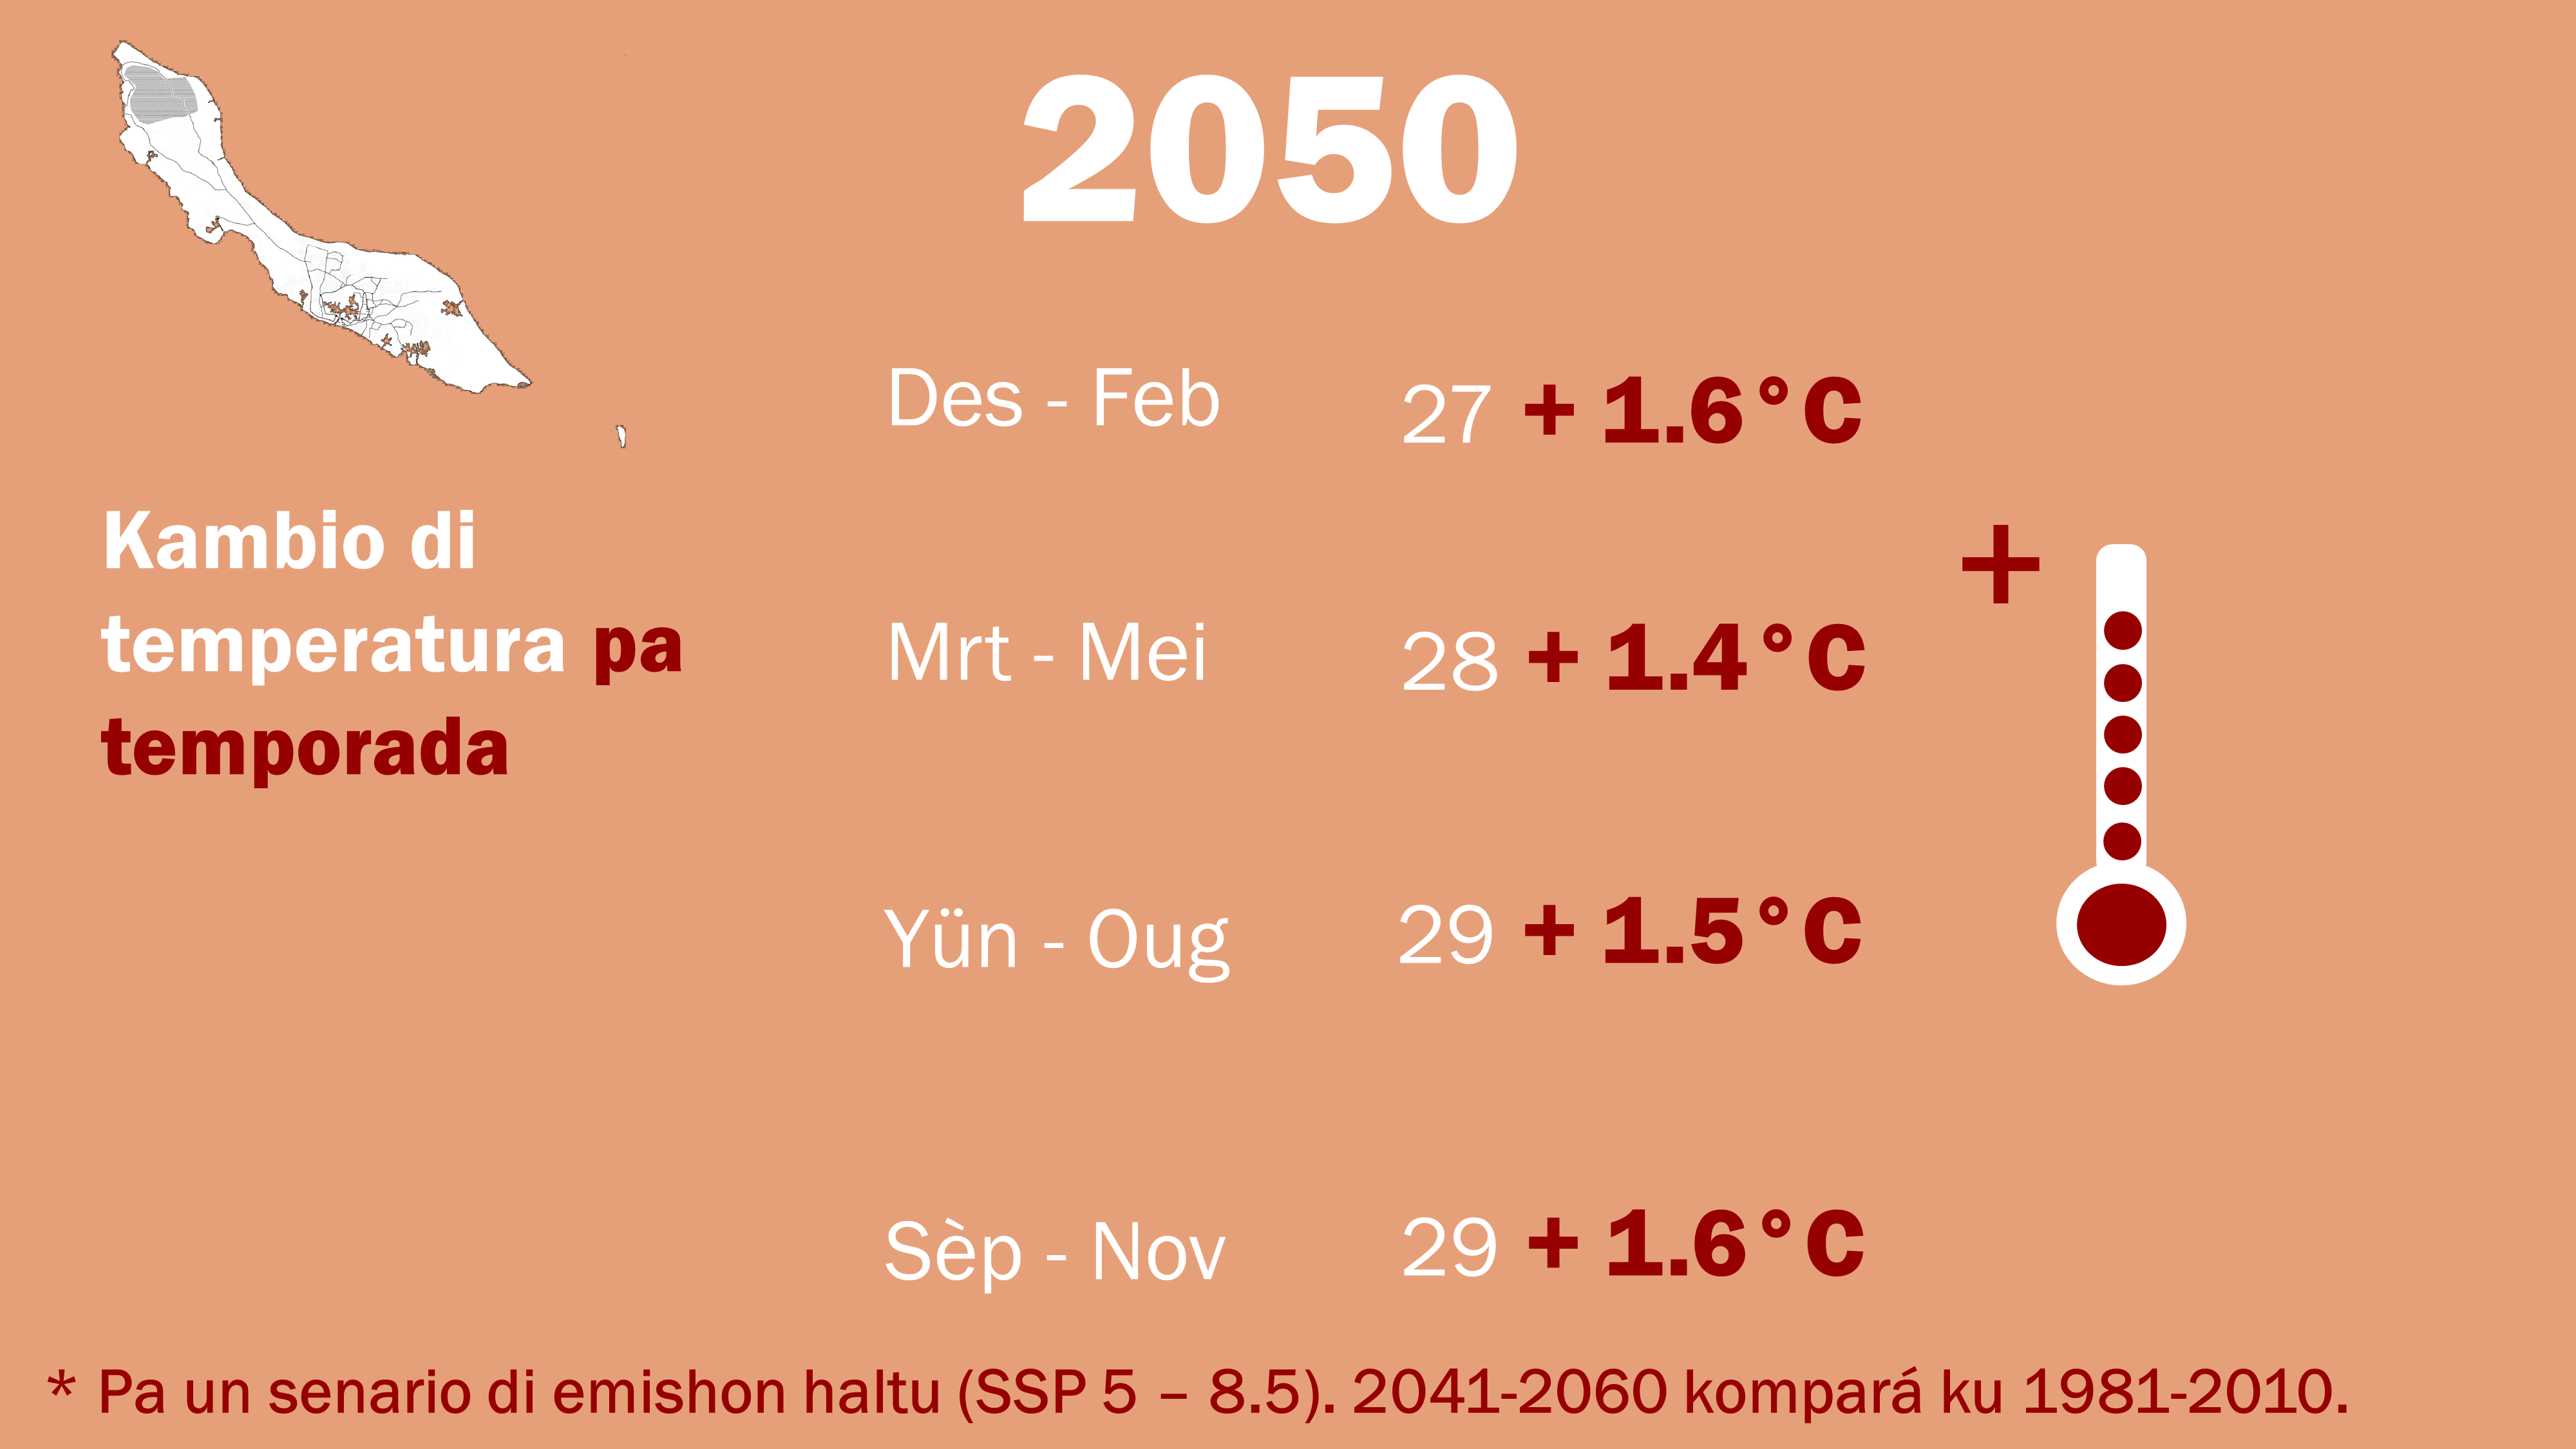 2050
Kambio di
temperatura pa
temporada
Des - Feb 27 + 1.6°C
Mrt - Mei 28 + 1.4°C
+
Yün - Oug 29 + 1.5°C
Sèp - Nov 29 + 1.6°C
* Pa un senario di emishon haltu (SSP 5 – 8.5). 2041-2060 kompará ku 1981-2010.